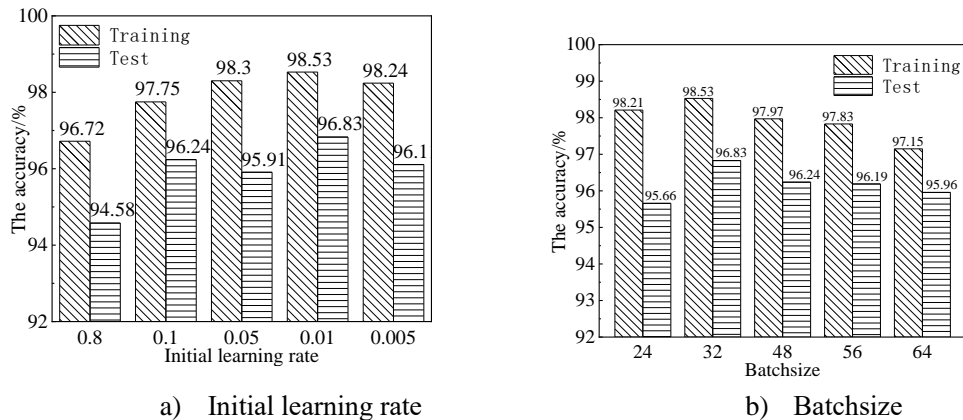 100
98
96
94
92
The accuracy/%
Training
Test
96.72
94.58
97.75
96.24
98.3
95.91
98.53
96.83
98.24
96.1
0.8 0.1 0.05 0.01 0.005
Initial learning rate
a) Initial learning rate
100
99
98
97
96
95
94
93
92
The accuracy/%
Training
Test
98.21
95.66
98.53
96.83
97.97
96.24
97.83
96.19
97.15
95.96
24 32 48 56 64
Batchsize
b) Batchsize